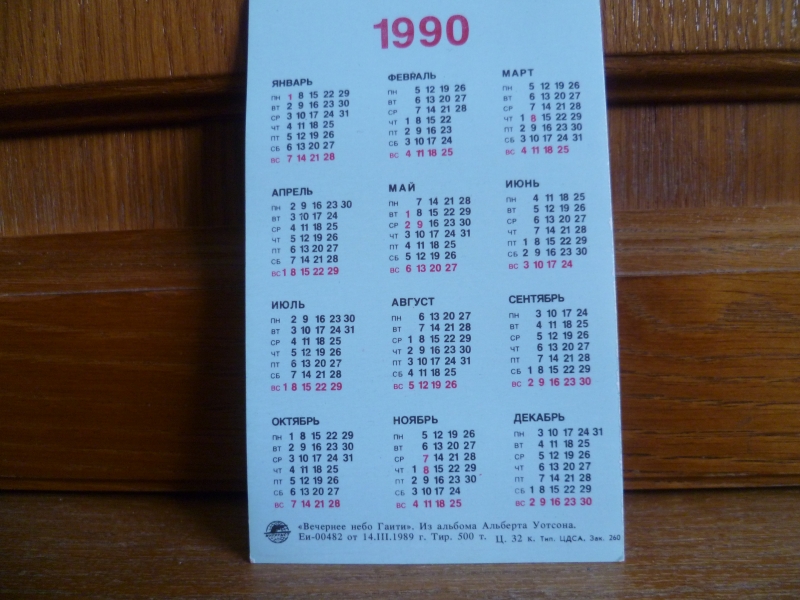 1990
ЯНВАРЬ
ПН 1 8 15 22 29
ВТ 2 9 16 23 30
СР 3 10 17 24 31
ЧТ 4 11 18 25
ПТ 5 12 19 26
СБ 6 13 20 27
ВС 7 14 21 28
ФЕВРАЛЬ
ПН 5 12 19 26
ВТ 6 13 20 27
СР 7 14 21 28
ЧТ 1 8 15 22
ПТ 2 9 16 23
СБ 3 10 17 24
ВС 4 11 18 25
МАРТ
ПН 5 12 19 26
ВТ 6 13 20 27
СР 7 14 21 28
ЧТ 1 8 15 22 29
ПТ 2 9 16 23 30
СБ 3 10 17 24 31
ВС 4 11 18 25
АПРЕЛЬ
ПН 2 9 16 23 30
ВТ 3 10 17 24
СР 4 11 18 25
ЧТ 5 12 19 26
ПТ 6 13 20 27
СБ 7 14 21 28
ВС 1 8 15 22 29
МАЙ
ПН 7 14 21 28
ВТ 1 8 15 22 29
СР 2 9 16 23 30
ЧТ 3 10 17 24 31
ПТ 4 11 18 25
СБ 5 12 19 26
ВС 6 13 20 27
ИЮНЬ
ПН 4 11 18 25
ВТ 5 12 19 26
СР 6 13 20 27
ЧТ 7 14 21 28
ПТ 1 8 15 22 29
СБ 2 9 16 23 30
ВС 3 10 17 24
ИЮЛЬ
ПН 2 9 16 23 30
ВТ 3 10 17 24 31
СР 4 11 18 25
ЧТ 5 12 19 26
ПТ 6 13 20 27
СБ 7 14 21 28
ВС 1 8 15 22 29
АВГУСТ
ПН 6 13 20 27
ВТ 7 14 21 28
СР 1 8 15 22 29
ЧТ 2 9 16 23 30
ПТ 3 10 17 24 31
СБ 4 11 18 25
ВС 5 12 19 26
СЕНТЯБРЬ
ПН 3 10 17 24
ВТ 4 11 18 25
СР 5 12 19 26
ЧТ 6 13 20 27
ПТ 7 14 21 28
СБ 1 8 15 22 29
ВС 2 9 16 23 30
ОКТЯБРЬ
ПН 1 8 15 22 29
ВТ 2 9 16 23 30
СР 3 10 17 24 31
ЧТ 4 11 18 25
ПТ 5 12 19 26
СБ 6 13 20 27
ВС 7 14 21 28
НОЯБРЬ
ПН 5 12 19 26
ВТ 6 13 20 27
СР 7 14 21 28
ЧТ 1 8 15 22 29
ПТ 2 9 16 23 30
СБ 3 10 17 24
ВС 4 11 18 25
ДЕКАБРЬ
ПН 3 10 17 24 31
ВТ 4 11 18 25
СР 5 12 19 26
ЧТ 6 13 20 27
ПТ 7 14 21 28
СБ 1 8 15 22 29
ВС 2 9 16 23 30
«Вечернее небо Гаити». Из альбома Альберта Уотсона.
Еи-00482 от 14.III.1989 г. Тир. 500 т. Ц. 32 к. Тип. ЦДСА, Зак. 260